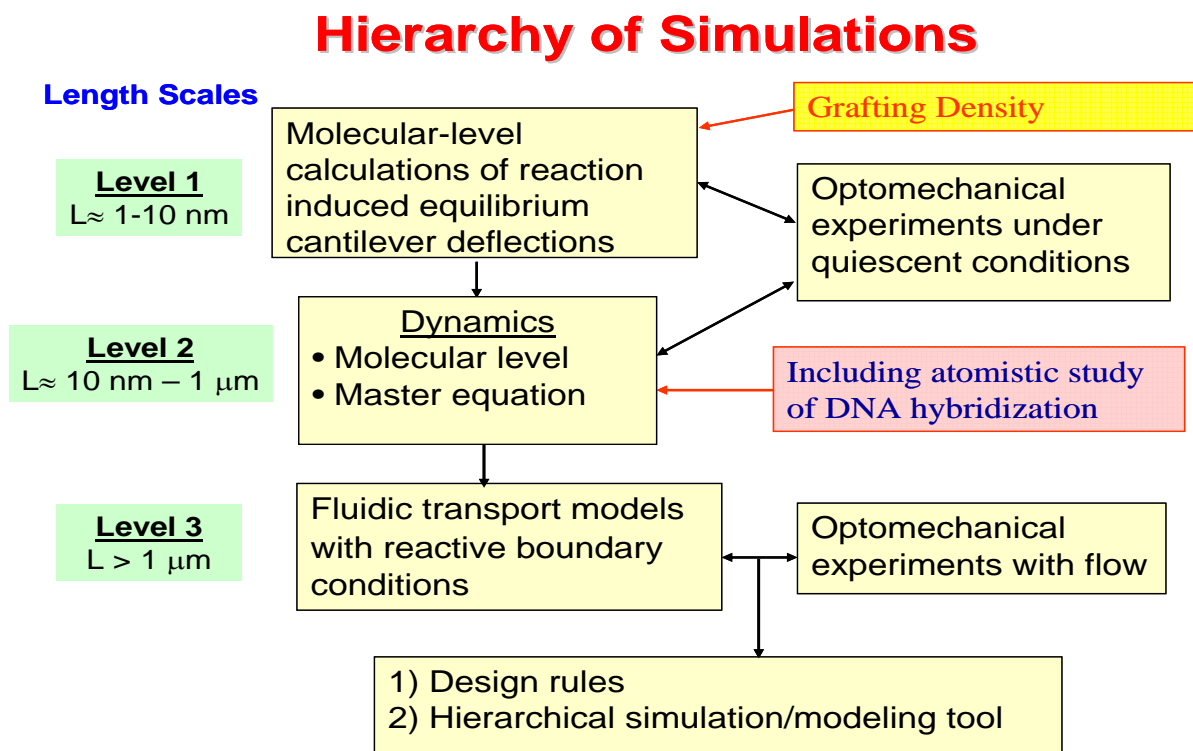 Hierarchy of Simulations
Length Scales
Grafting Density
Molecular-level
calculations of reaction
induced equilibrium
cantilever deflections
Level 1
L≈ 1-10 nm
Optomechanical
experiments under
quiescent conditions
Dynamics
• Molecular level
• Master equation
Level 2
L≈ 10 nm – 1 μm
Including atomistic study
of DNA hybridization
Fluidic transport models
with reactive boundary
conditions
Level 3
L > 1 μm
Optomechanical
experiments with flow
1) Design rules
2) Hierarchical simulation/modeling tool